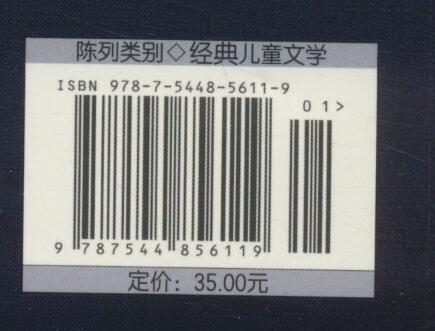 陈列类别◇经典儿童文学
ISBN 978-7-5448-5611-9
01>
9 787544 856119
定价：35.00元